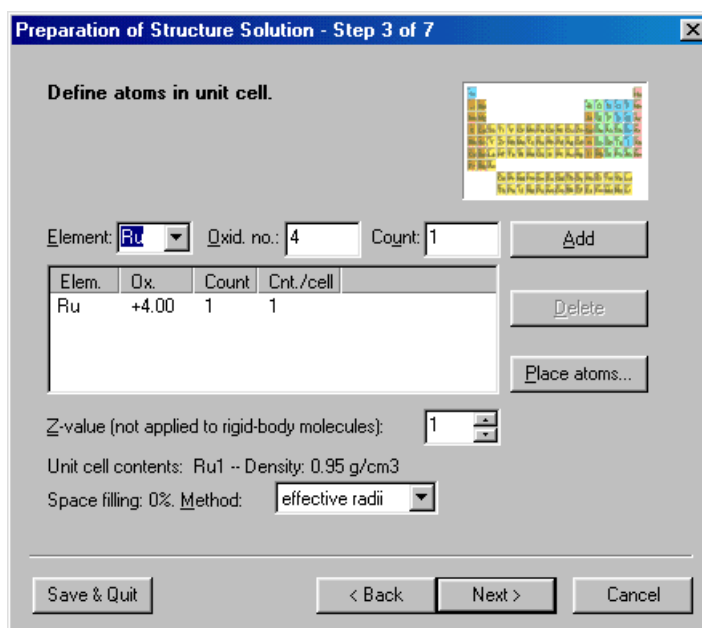 Preparation of Structure Solution - Step 3 of 7
Define atoms in unit cell.
Element: Ru Oxid. no.: 4 Count: 1 Add
Elem. Ox. Count Cnt./cell
Ru +4.00 1 1
Delete
Place atoms...
Z-value (not applied to rigid-body molecules): 1
Unit cell contents: Ru1 -- Density: 0.95 g/cm3
Space filling: 0%. Method: effective radii
Save & Quit < Back Next > Cancel